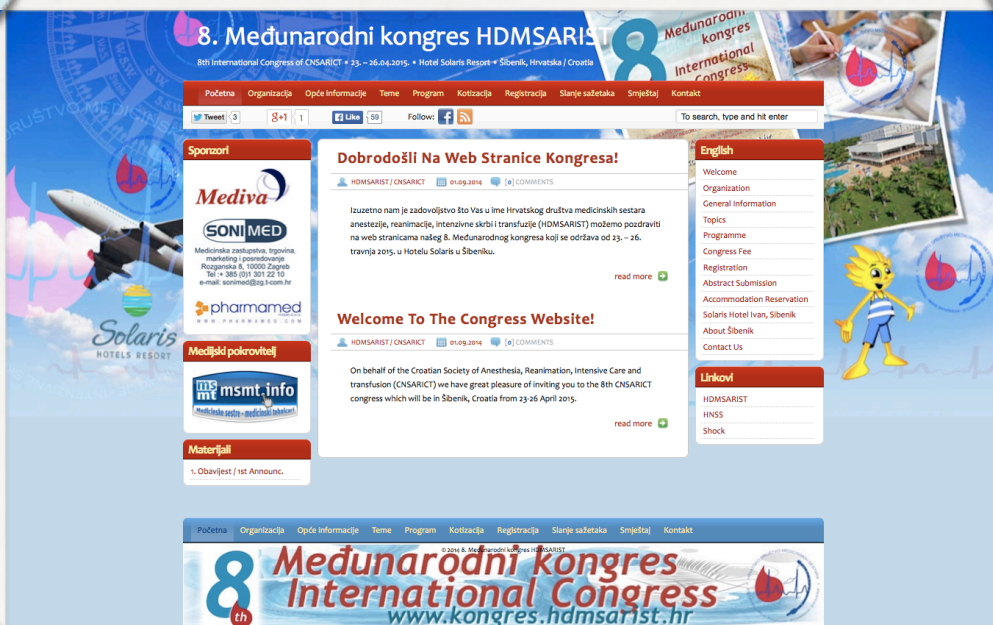 8. Međunarodni kongres HDMSARIST
8th International Congress of CNSARICT • 23. – 26.04.2015. • Hotel Solaris Resort • Šibenik, Hrvatska / Croatia
8
Međunarodni
kongres
International
Congress
Početna Organizacija Opće informacije Teme Program Kotizacija Registracija Slanje sažetaka Smještaj Kontakt
Tweet 3 g+1 1 Like 59 Follow:
To search, type and hit enter
Sponzori
Mediva
SONIMED
Medicinska zastupstva, trgovina,
marketing i posredovanje
Rozganska 8, 10000 Zagreb
Tel :+ 385 (0)1 301 22 10
e-mail: sonimed@zg.t-com.hr
pharmamed
WWW.PHARMAMED.COM
Solaris
HOTELS RESORT
Medijski pokrovitelj
ms
mt msmt.info
Medicinske sestre - medicinski tehničari
Materijali
1. Obavijest / 1st Announc.
Dobrodošli Na Web Stranice Kongresa!
HDMSARIST / CNSARICT 01.09.2014 [0] COMMENTS
Izuzetno nam je zadovoljstvo što Vas u ime Hrvatskog društva medicinskih sestara
anestezije, reanimacije, intenzivne skrbi i transfuzije (HDMSARIST) možemo pozdraviti
na web stranicama našeg 8. Međunarodnog kongresa koji se održava od 23. – 26.
travnja 2015. u Hotelu Solaris u Šibeniku.
read more
Welcome To The Congress Website!
HDMSARIST / CNSARICT 01.09.2014 [0] COMMENTS
On behalf of the Croatian Society of Anesthesia, Reanimation, Intensive Care and
transfusion (CNSARICT) we have great pleasure of inviting you to the 8th CNSARICT
congress which will be in Šibenik, Croatia from 23-26 April 2015.
read more
English
Welcome
Organization
General Information
Topics
Programme
Congress Fee
Registration
Abstract Submission
Accommodation Reservation
Solaris Hotel Ivan, Sibenik
About Šibenik
Contact Us
Linkovi
HDMSARIST
HNSS
Shock
Početna Organizacija Opće informacije Teme Program Kotizacija Registracija Slanje sažetaka Smještaj Kontakt
© 2014 8. Međunarodni kongres HDMSARIST
8th
Međunarodni kongres
International Congress
www.kongres.hdmsarist.hr